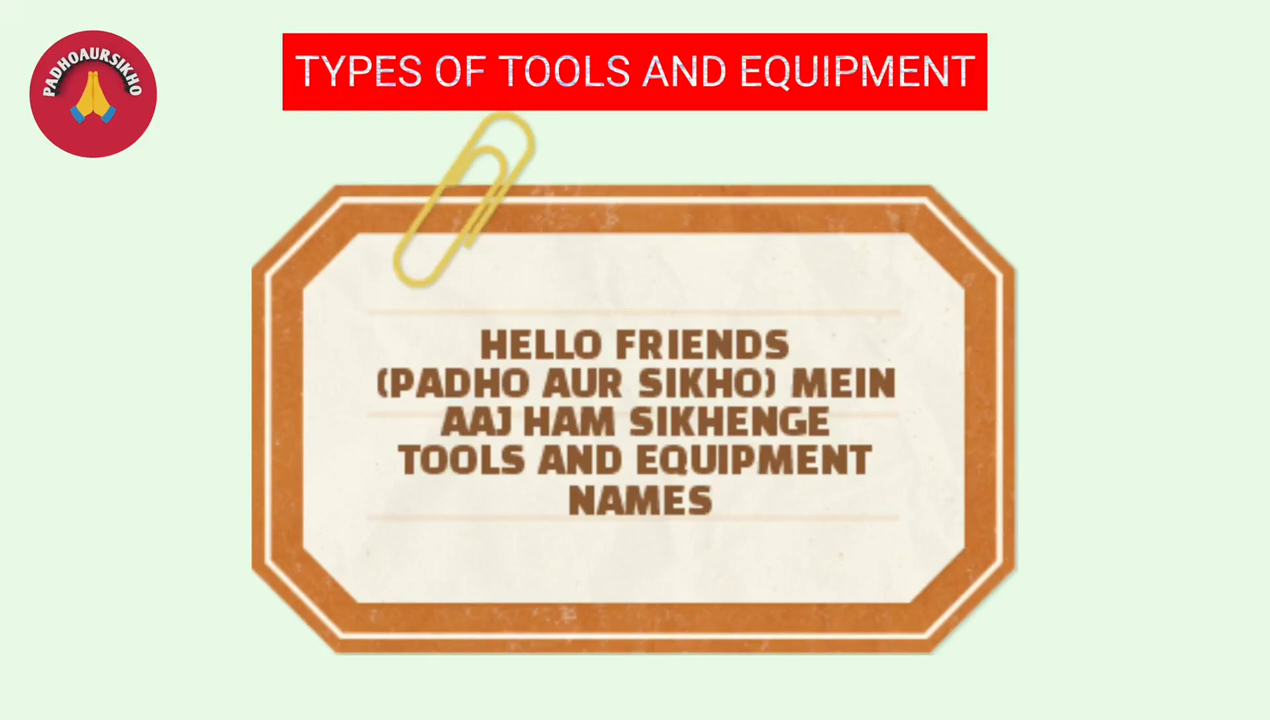 PADHOAURSIKHO
TYPES OF TOOLS AND EQUIPMENT
HELLO FRIENDS
(PADHO AUR SIKHO) MEIN
AAJ HAM SIKHENGE
TOOLS AND EQUIPMENT
NAMES